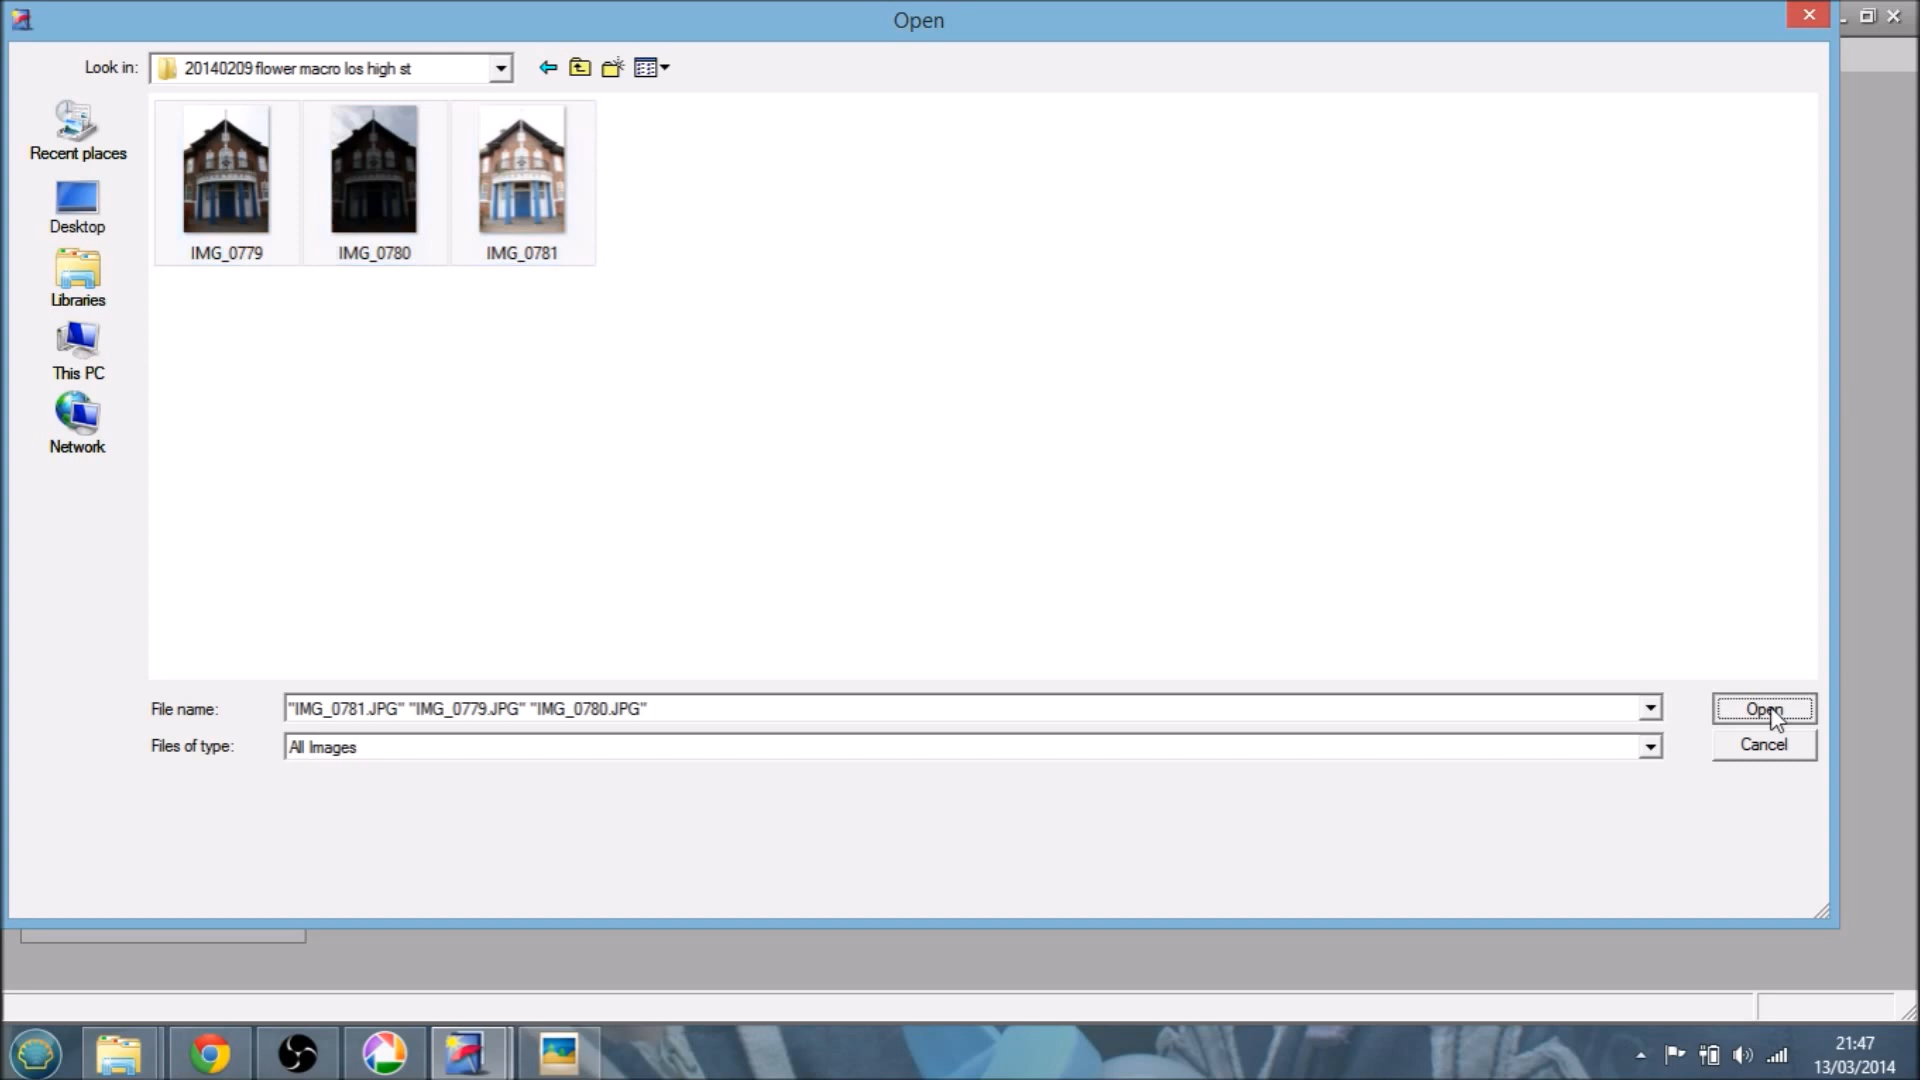 Open
Look in:
20140209 flower macro los high st
Recent places
Desktop
Libraries
This PC
Network
IMG_0779
IMG_0780
IMG_0781
File name:
"IMG_0781.JPG" "IMG_0779.JPG" "IMG_0780.JPG"
Open
Files of type:
All Images
Cancel
21:47
13/03/2014